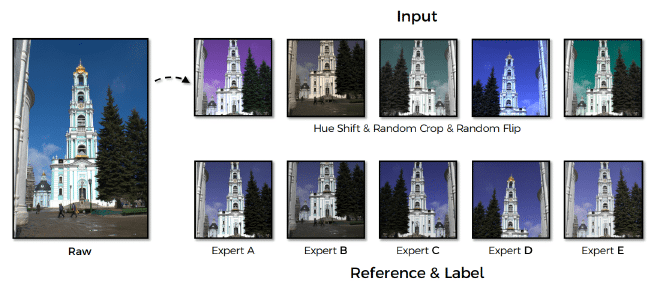 Input
Hue Shift & Random Crop & Random Flip
Raw
Expert A
Expert B
Expert C
Expert D
Expert E
Reference & Label